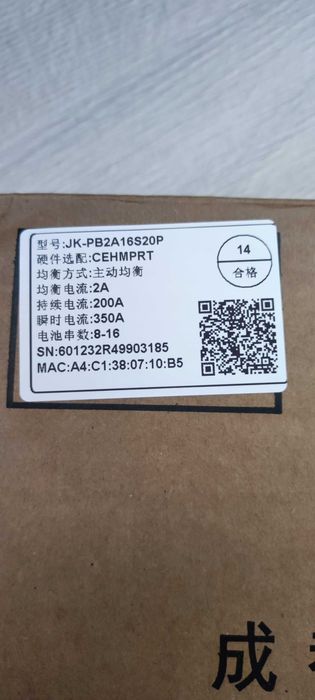 型号:JK-PB2A16S20P
硬件选配:CEHMPRT
均衡方式:主动均衡
均衡电流:2A
持续电流:200A
瞬时电流:350A
电池串数:8-16
SN:601232R49903185
MAC:A4:C1:38:07:10:B5
14
合格
成